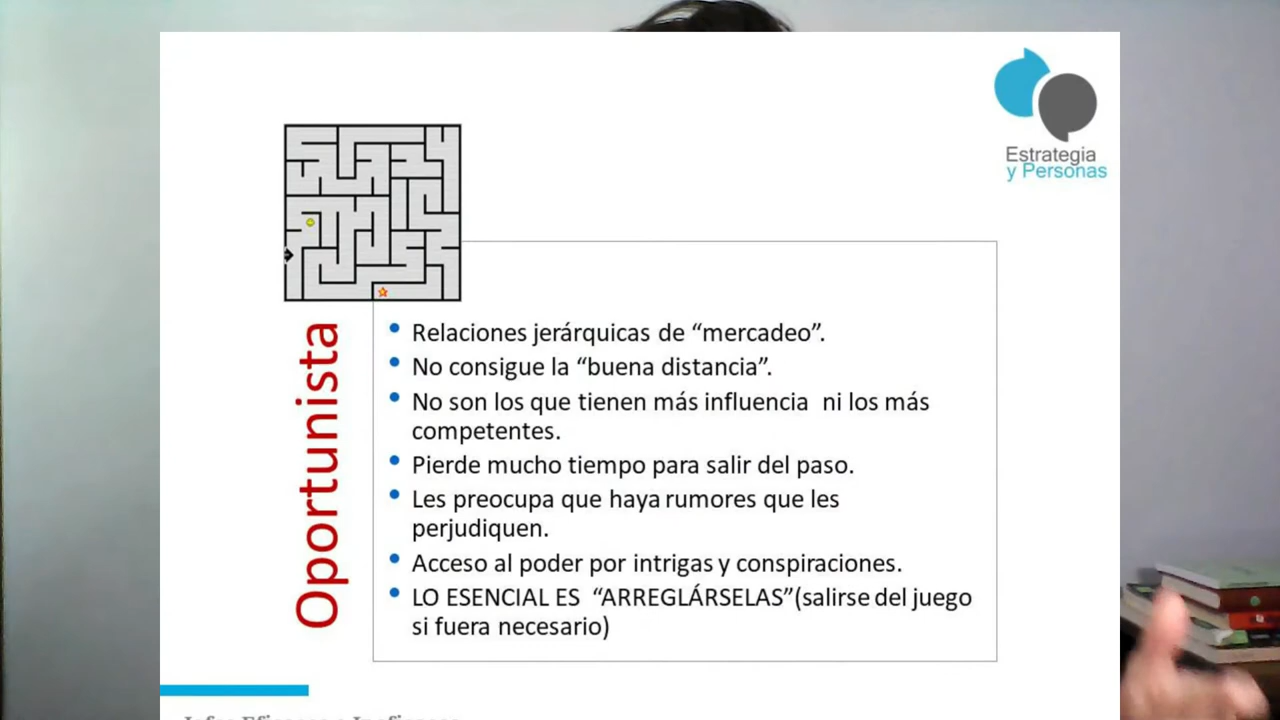 Estrategia
y Personas
Oportunista
• Relaciones jerárquicas de “mercadeo”.
• No consigue la “buena distancia”.
• No son los que tienen más influencia ni los más
competentes.
• Pierde mucho tiempo para salir del paso.
• Les preocupa que haya rumores que les
perjudiquen.
• Acceso al poder por intrigas y conspiraciones.
• LO ESENCIAL ES “ARREGLÁRSELAS”(salirse del juego
si fuera necesario)